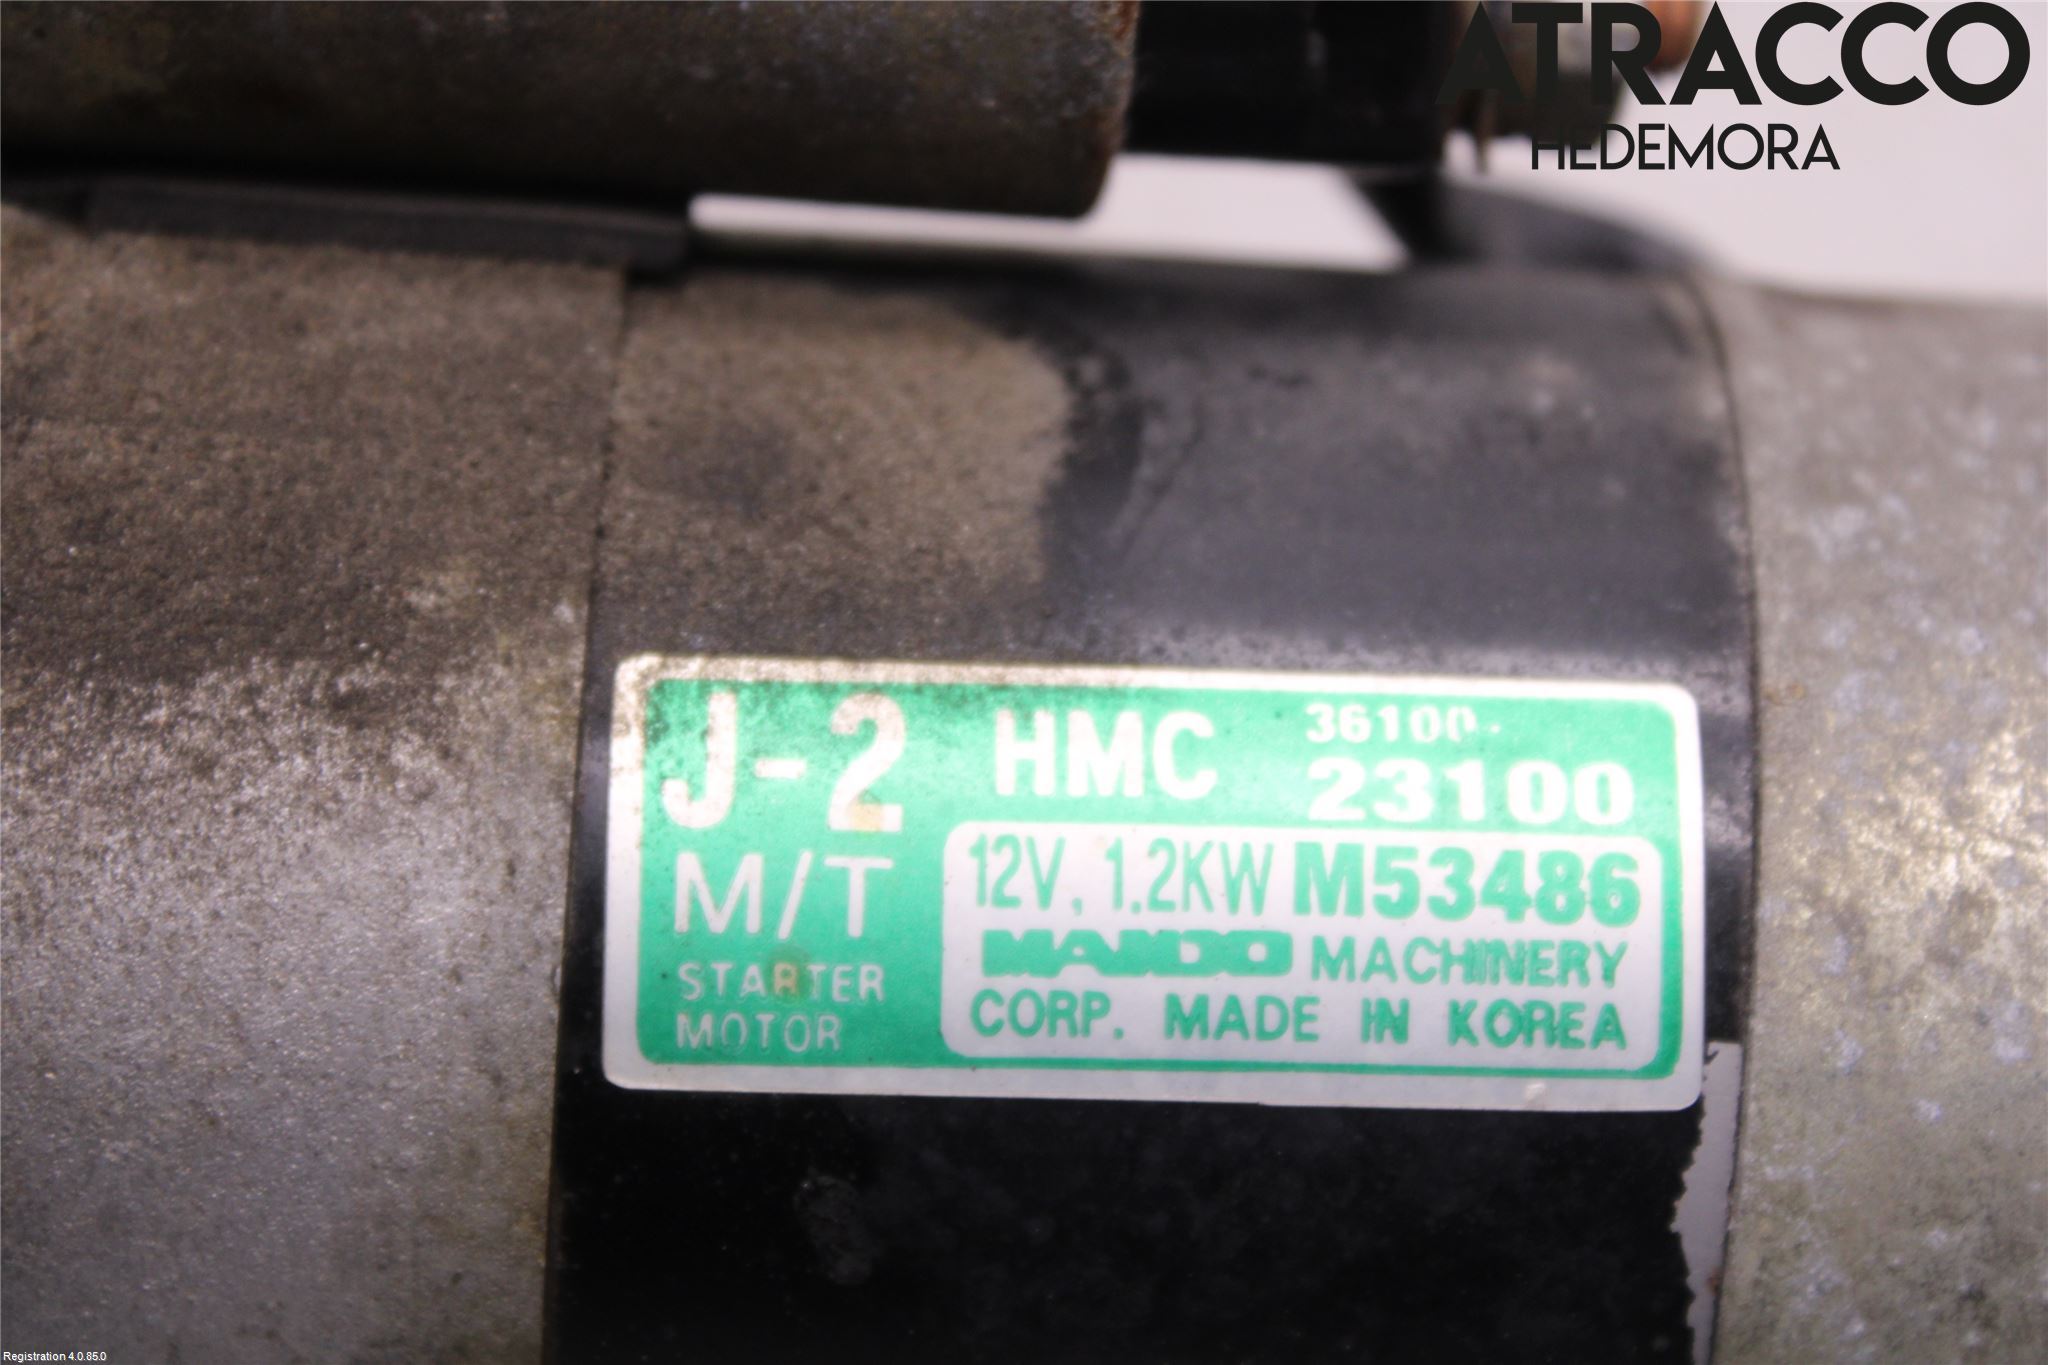 ATRACCO
HEDEMORA
J-2 HMC 36100-
23100
M/T
12V, 1.2KW M53486
STARTER
MOTOR
MANDO MACHINERY
CORP. MADE IN KOREA
Registration 4.0.85.0